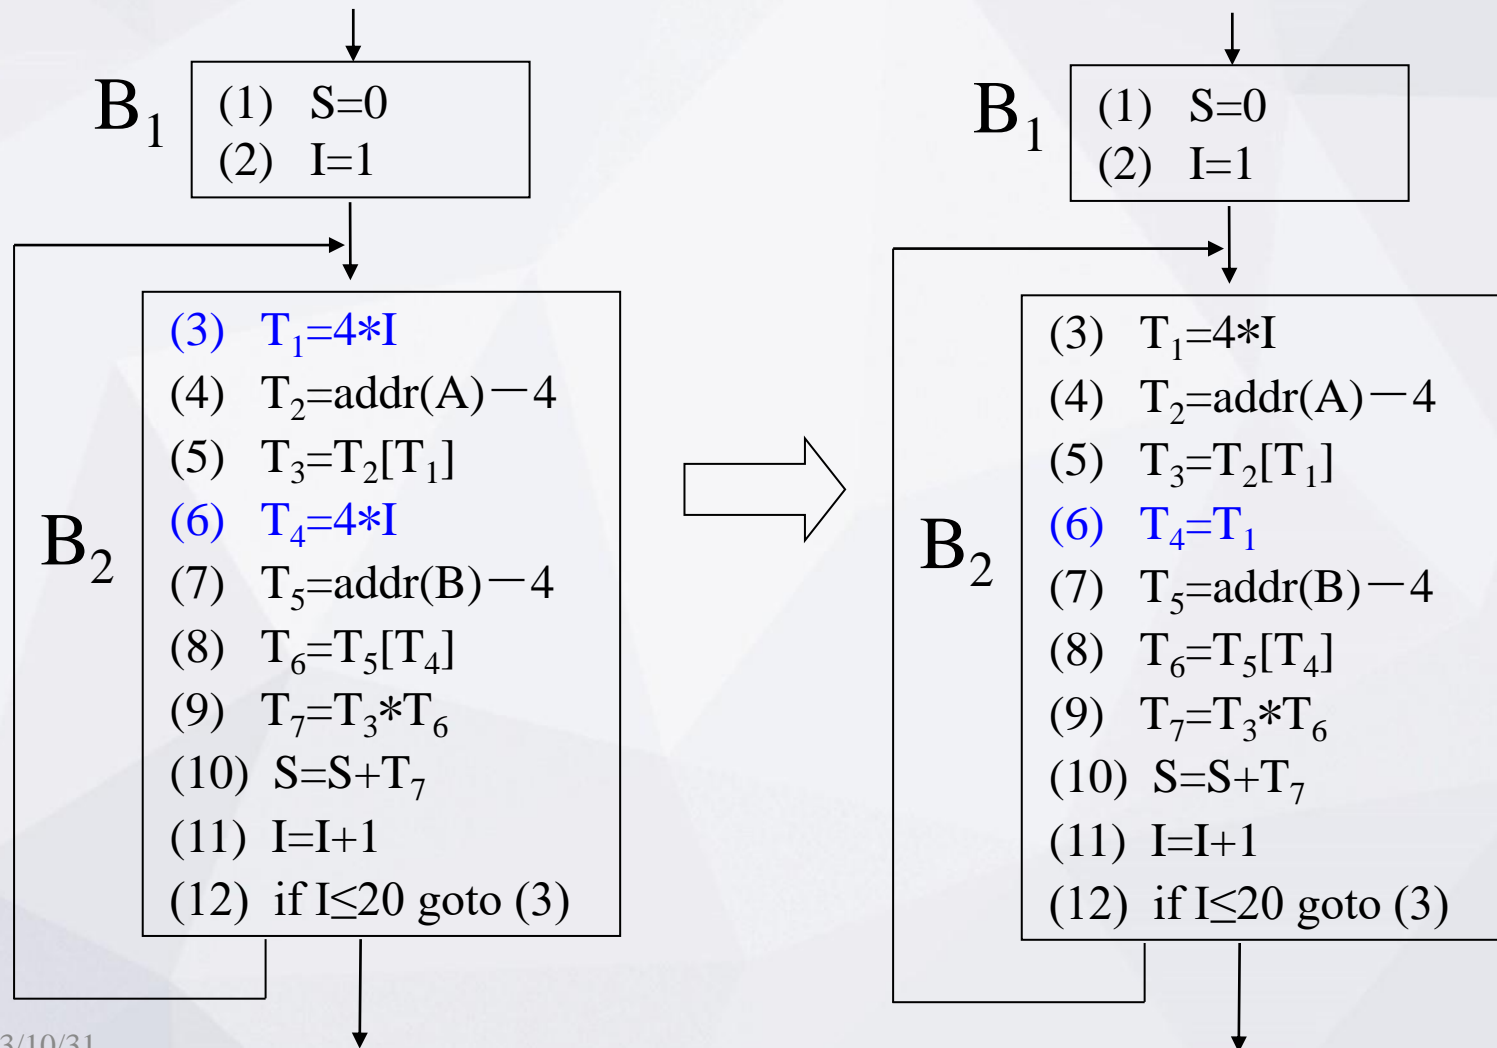 B₁
(1) S=0
(2) I=1
B₂
(3) T₁=4*I
(4) T₂=addr(A)－4
(5) T₃=T₂[T₁]
(6) T₄=4*I
(7) T₅=addr(B)－4
(8) T₆=T₅[T₄]
(9) T₇=T₃*T₆
(10) S=S+T₇
(11) I=I+1
(12) if I≤20 goto (3)
B₁
(1) S=0
(2) I=1
B₂
(3) T₁=4*I
(4) T₂=addr(A)－4
(5) T₃=T₂[T₁]
(6) T₄=T₁
(7) T₅=addr(B)－4
(8) T₆=T₅[T₄]
(9) T₇=T₃*T₆
(10) S=S+T₇
(11) I=I+1
(12) if I≤20 goto (3)
3/10/31